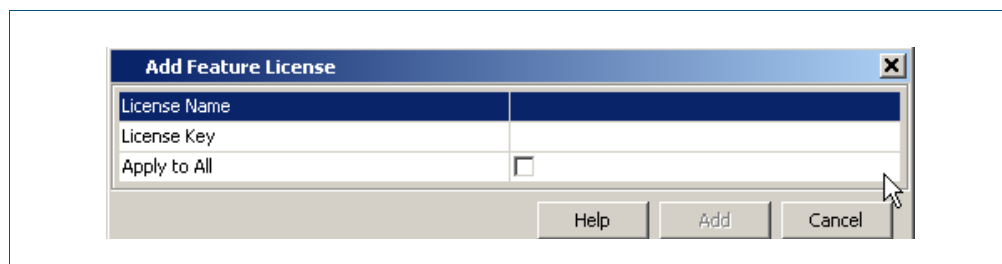 Add Feature License
License Name
License Key
Apply to All
Help Add Cancel